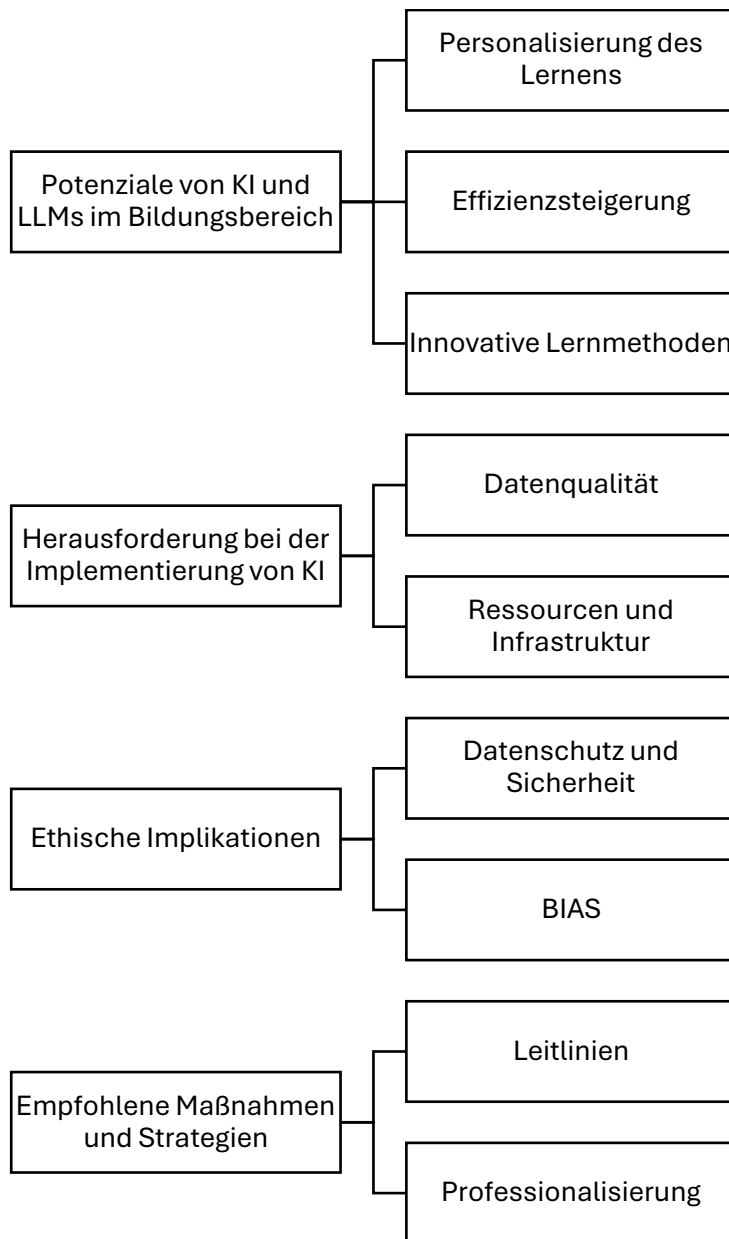 Potenziale von KI und
LLMs im Bildungsbereich
Personalisierung des
Lernens
Effizienzsteigerung
Innovative Lernmethoden
Herausforderung bei der
Implementierung von KI
Datenqualität
Ressourcen und
Infrastruktur
Ethische Implikationen
Datenschutz und
Sicherheit
BIAS
Empfohlene Maßnahmen
und Strategien
Leitlinien
Professionalisierung